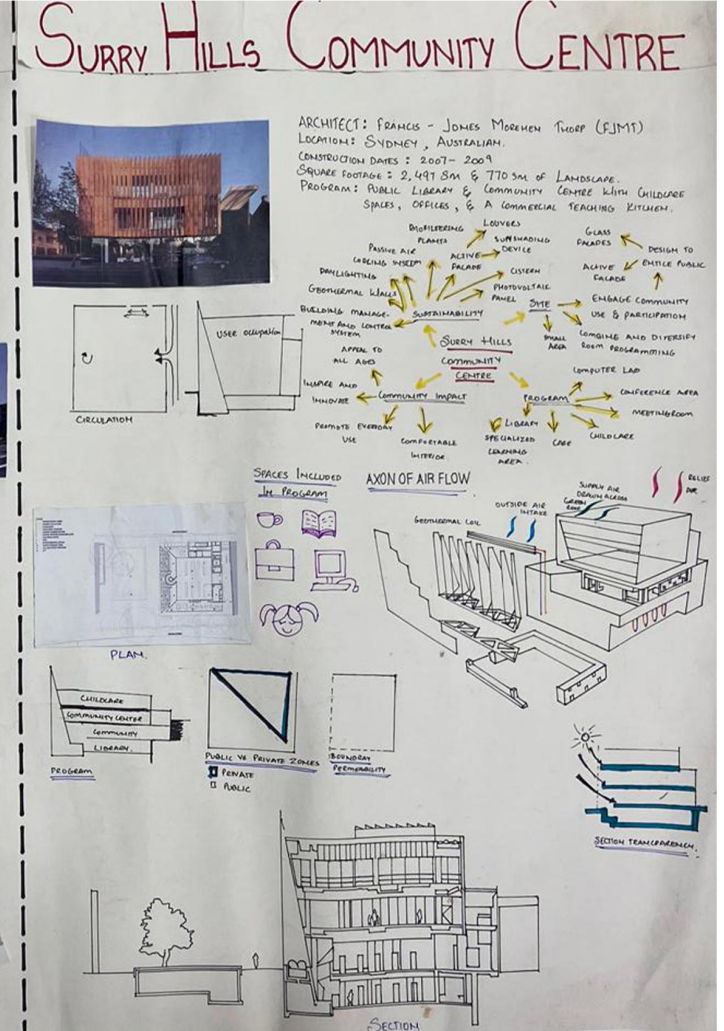 SURRY HILLS COMMUNITY CENTRE
ARCHITECT: FRANCIS - JONES MOREHEN THORP (FJMT)
LOCATION: SYDNEY, AUSTRALIAN.
CONSTRUCTION DATES: 2007-2009
SQUARE FOOTAGE: 2,497 SM & 770 SM OF LANDSCAPE.
PROGRAM: PUBLIC LIBRARY & COMMUNITY CENTRE WITH CHILDCARE
SPACES, OFFICES, & A COMMERCIAL TEACHING KITCHEN.
BIOFILTERING
PLANTS
LOUVERS
SUNSHADING
DEVICE
ACTIVE
FACADE
PASSIVE AIR
COOLING SYSTEM
DAYLIGHTING
GEOTHERMAL WALLS
BUILDING MANAGE-
MENT AND CONTROL
SYSTEM
SUSTAINABILITY
CISTERN
PHOTOVOLTAIC
PANEL
GLASS
FACADES
DESIGN TO
ENTICE PUBLIC
ACTIVE
FACADE
SITE
ENGAGE COMMUNITY
USE & PARTICIPATION
SMALL
AREA
COMBINE AND DIVERSIFY
ROOM PROGRAMMING
SURRY HILLS
COMMUNITY
CENTRE
APPEAL TO
ALL AGES
INSPIRE AND
INNOVATE
COMMUNITY IMPACT
PROMOTE EVERYDAY
USE
COMFORTABLE
INTERIOR.
PROGRAM
COMPUTER LAB
CONFERENCE AREA
MEETING ROOM
CHILDCARE
CARE
LIBRARY
SPECIALIZED
LEARNING
AREA.
USER OCCUPATION
CIRCULATION
SPACES INCLUDED
IN PROGRAM
AXON OF AIR FLOW
GEOTHERMAL COIL
OUTSIDE AIR
INTAKE
SUPPLY AIR
DRAWN ACROSS
GREEN
ROOF
RELIEF
PLAN.
CHILDCARE
COMMUNITY CENTER
COMMUNITY
LIBRARY.
PROGRAM
PUBLIC VS PRIVATE ZONES
PRIVATE
PUBLIC
BOUNDRAY
PERMEABILITY
SECTION TRANCPARENCY.
SECTION